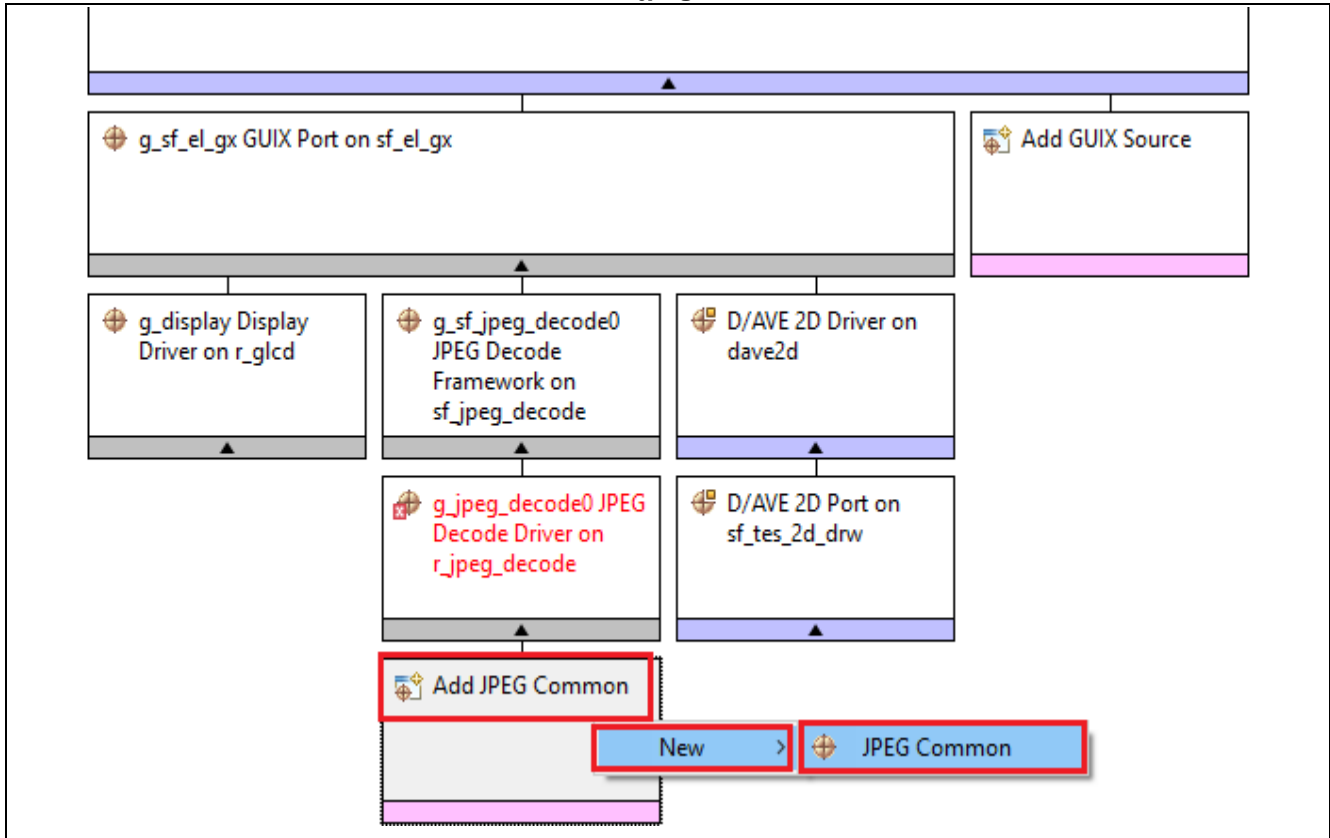 g_sf_el_gx GUIX Port on sf_el_gx
Add GUIX Source
g_display Display
Driver on r_glcd
g_sf_jpeg_decode0
JPEG Decode
Framework on
sf_jpeg_decode
D/AVE 2D Driver on
dave2d
g_jpeg_decode0 JPEG
Decode Driver on
r_jpeg_decode
D/AVE 2D Port on
sf_tes_2d_drw
Add JPEG Common
New
JPEG Common